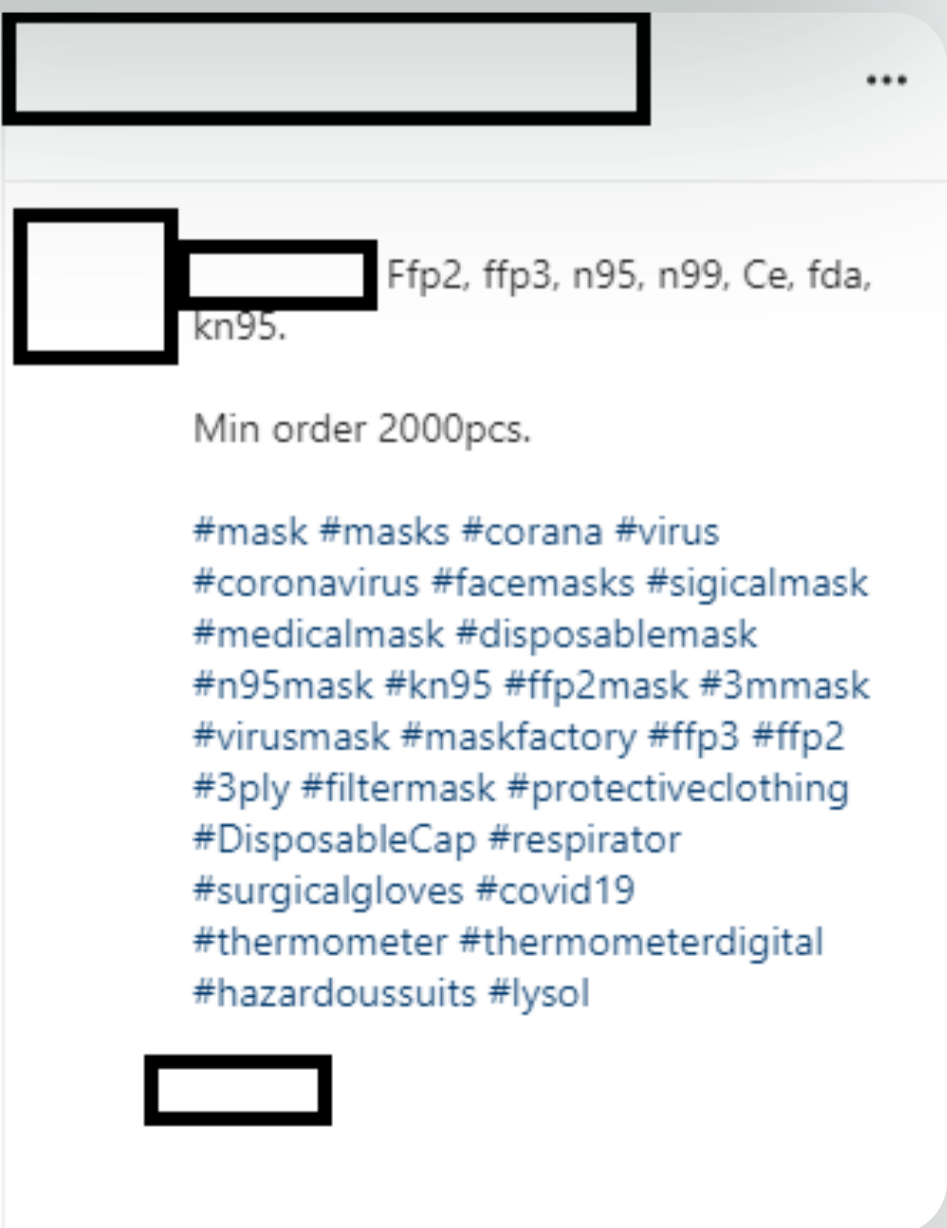 Ffp2, ffp3, n95, n99, Ce, fda,
kn95.
Min order 2000pcs.
#mask #masks #corana #virus
#coronavirus #facemasks #sigicalmask
#medicalmask #disposablemask
#n95mask #kn95 #ffp2mask #3mmask
#virusmask #maskfactory #ffp3 #ffp2
#3ply #filtermask #protectiveclothing
#DisposableCap #respirator
#surgicalgloves #covid19
#thermometer #thermometerdigital
#hazardoussuits #lysol